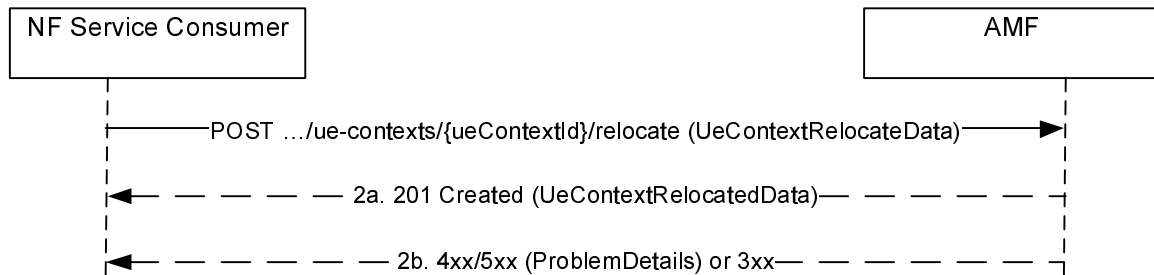 NF Service Consumer
AMF
POST …/ue-contexts/{ueContextId}/relocate (UeContextRelocateData)
2a. 201 Created (UeContextRelocatedData)
2b. 4xx/5xx (ProblemDetails) or 3xx